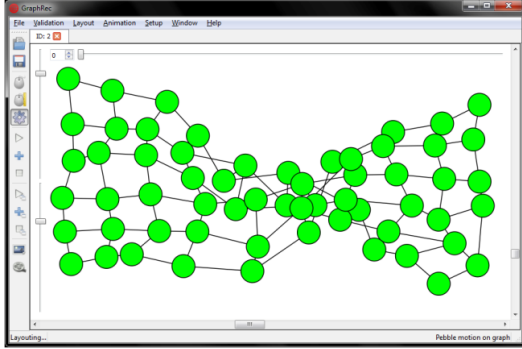 GraphRec
File Validation Layout Animation Setup Window Help
ID: 2
0
Layouting... Pebble motion on graph